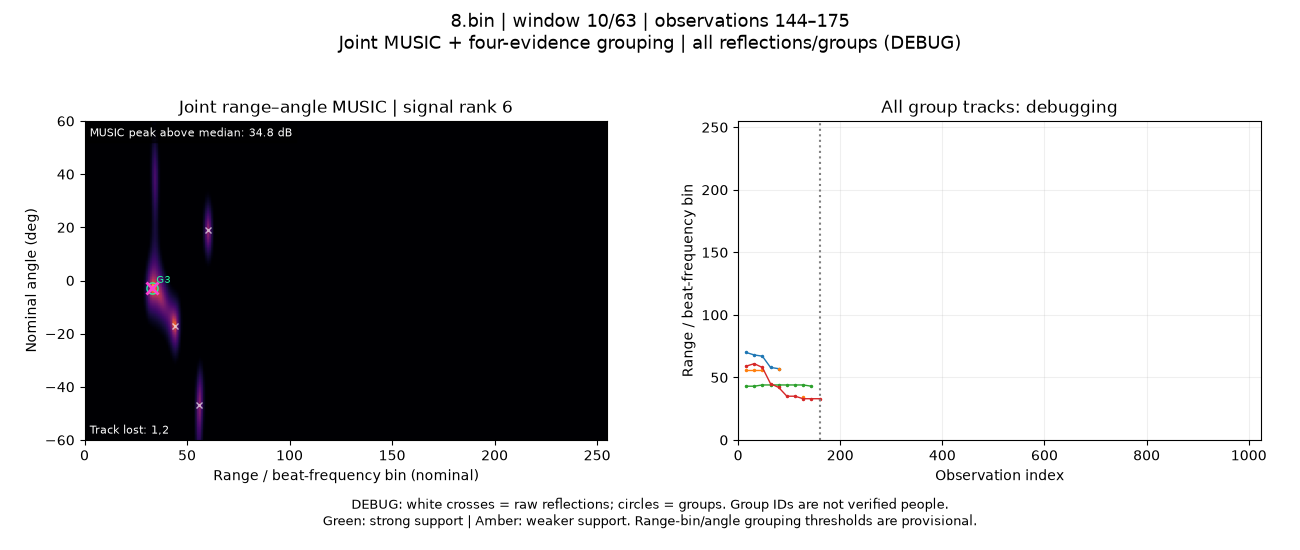 8.bin | window 10/63 | observations 144–175
Joint MUSIC + four-evidence grouping | all reflections/groups (DEBUG)
Joint range–angle MUSIC | signal rank 6
MUSIC peak above median: 34.8 dB
G3
Track lost: 1,2
60
40
20
0
−20
−40
−60
Nominal angle (deg)
0
50
100
150
200
250
Range / beat-frequency bin (nominal)
All group tracks: debugging
250
200
150
100
50
0
Range / beat-frequency bin
0
200
400
600
800
1000
Observation index
DEBUG: white crosses = raw reflections; circles = groups. Group IDs are not verified people.
Green: strong support | Amber: weaker support. Range-bin/angle grouping thresholds are provisional.